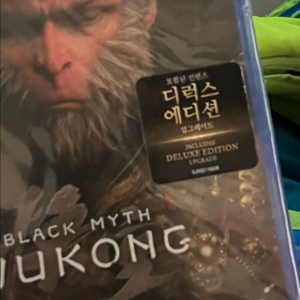 포함된 컨텐츠
디럭스
에디션
업그레이드
INCLUDES
DELUXE EDITION
UPGRADE
BLACK MYTH
WUKONG